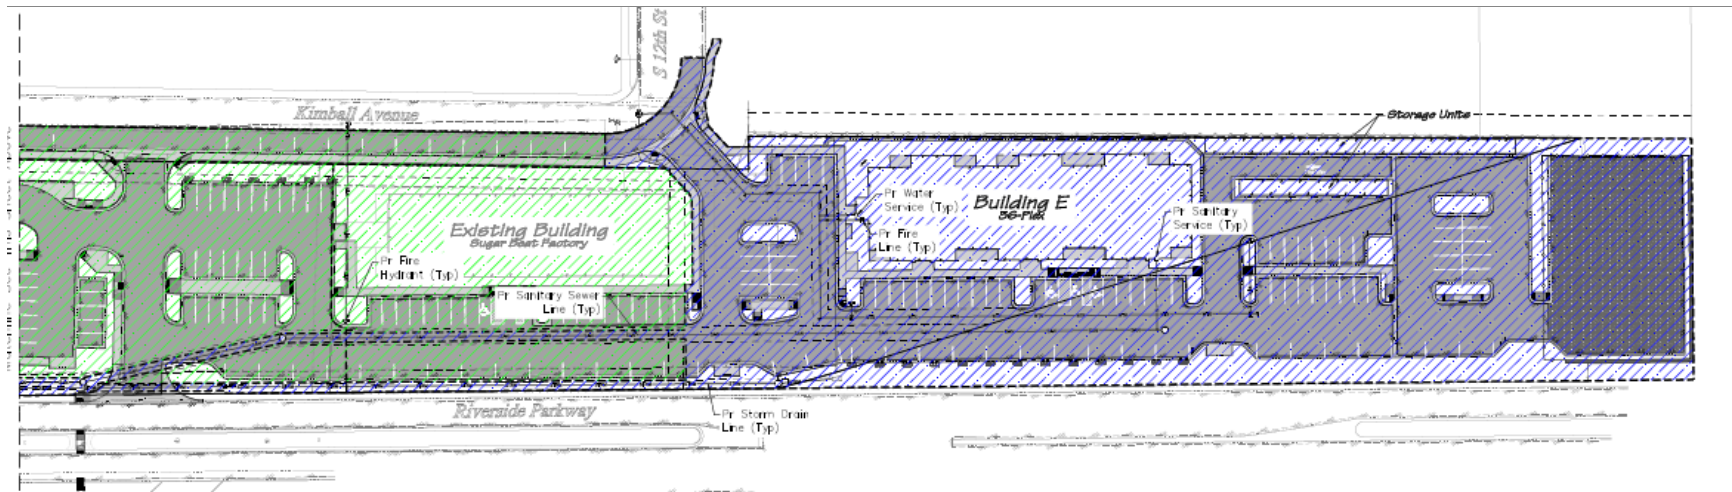 S 12th St
Kimball Avenue
Storage Units
Pr Water
Service (Typ)
Building E
36-Plex
Pr Sanitary
Service (Typ)
Existing Building
Sugar Beat Factory
Pr Fire
Line (Typ)
Pr Fire
Hydrant (Typ)
Pr Sanitary Sewer
Line (Typ)
Riverside Parkway
Pr Storm Drain
Line (Typ)